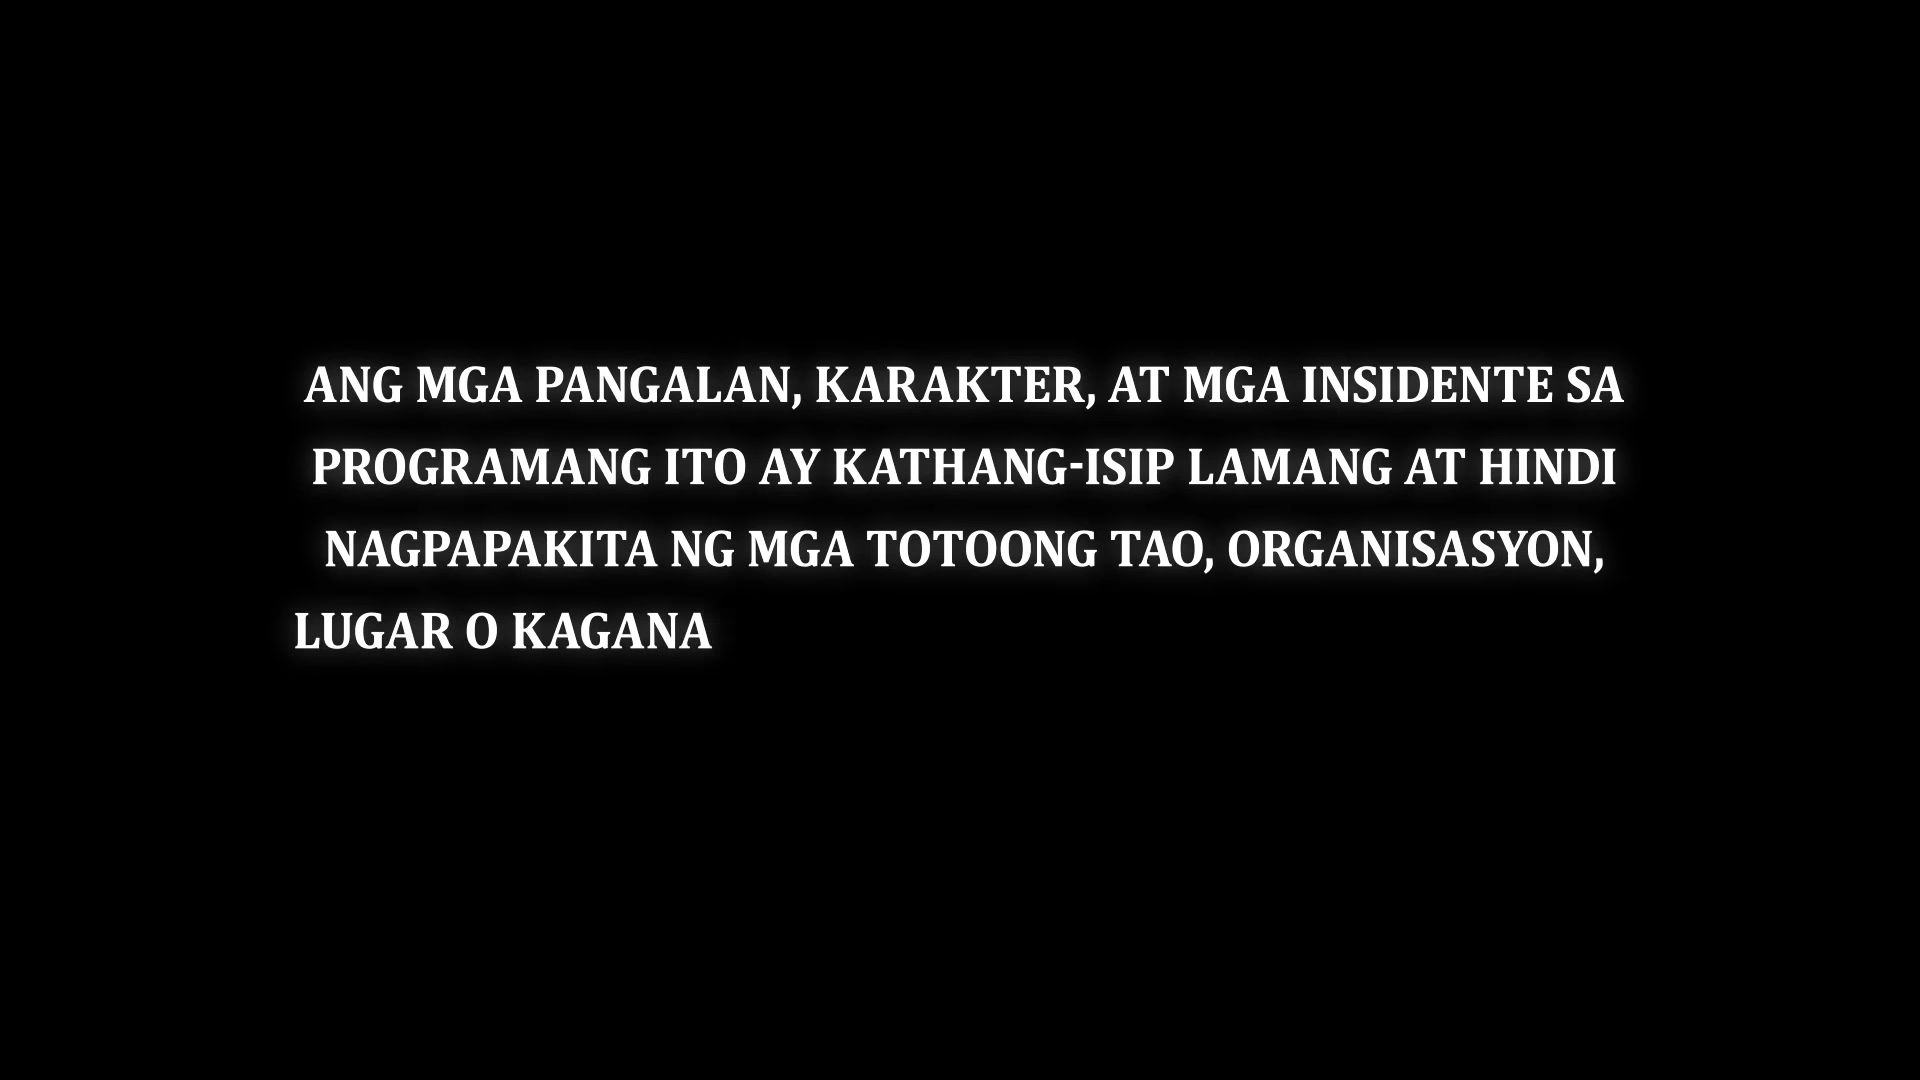 ANG MGA PANGALAN, KARAKTER, AT MGA INSIDENTE SA
PROGRAMANG ITO AY KATHANG-ISIP LAMANG AT HINDI
NAGPAPAKITA NG MGA TOTOONG TAO, ORGANISASYON,
LUGAR O KAGANA